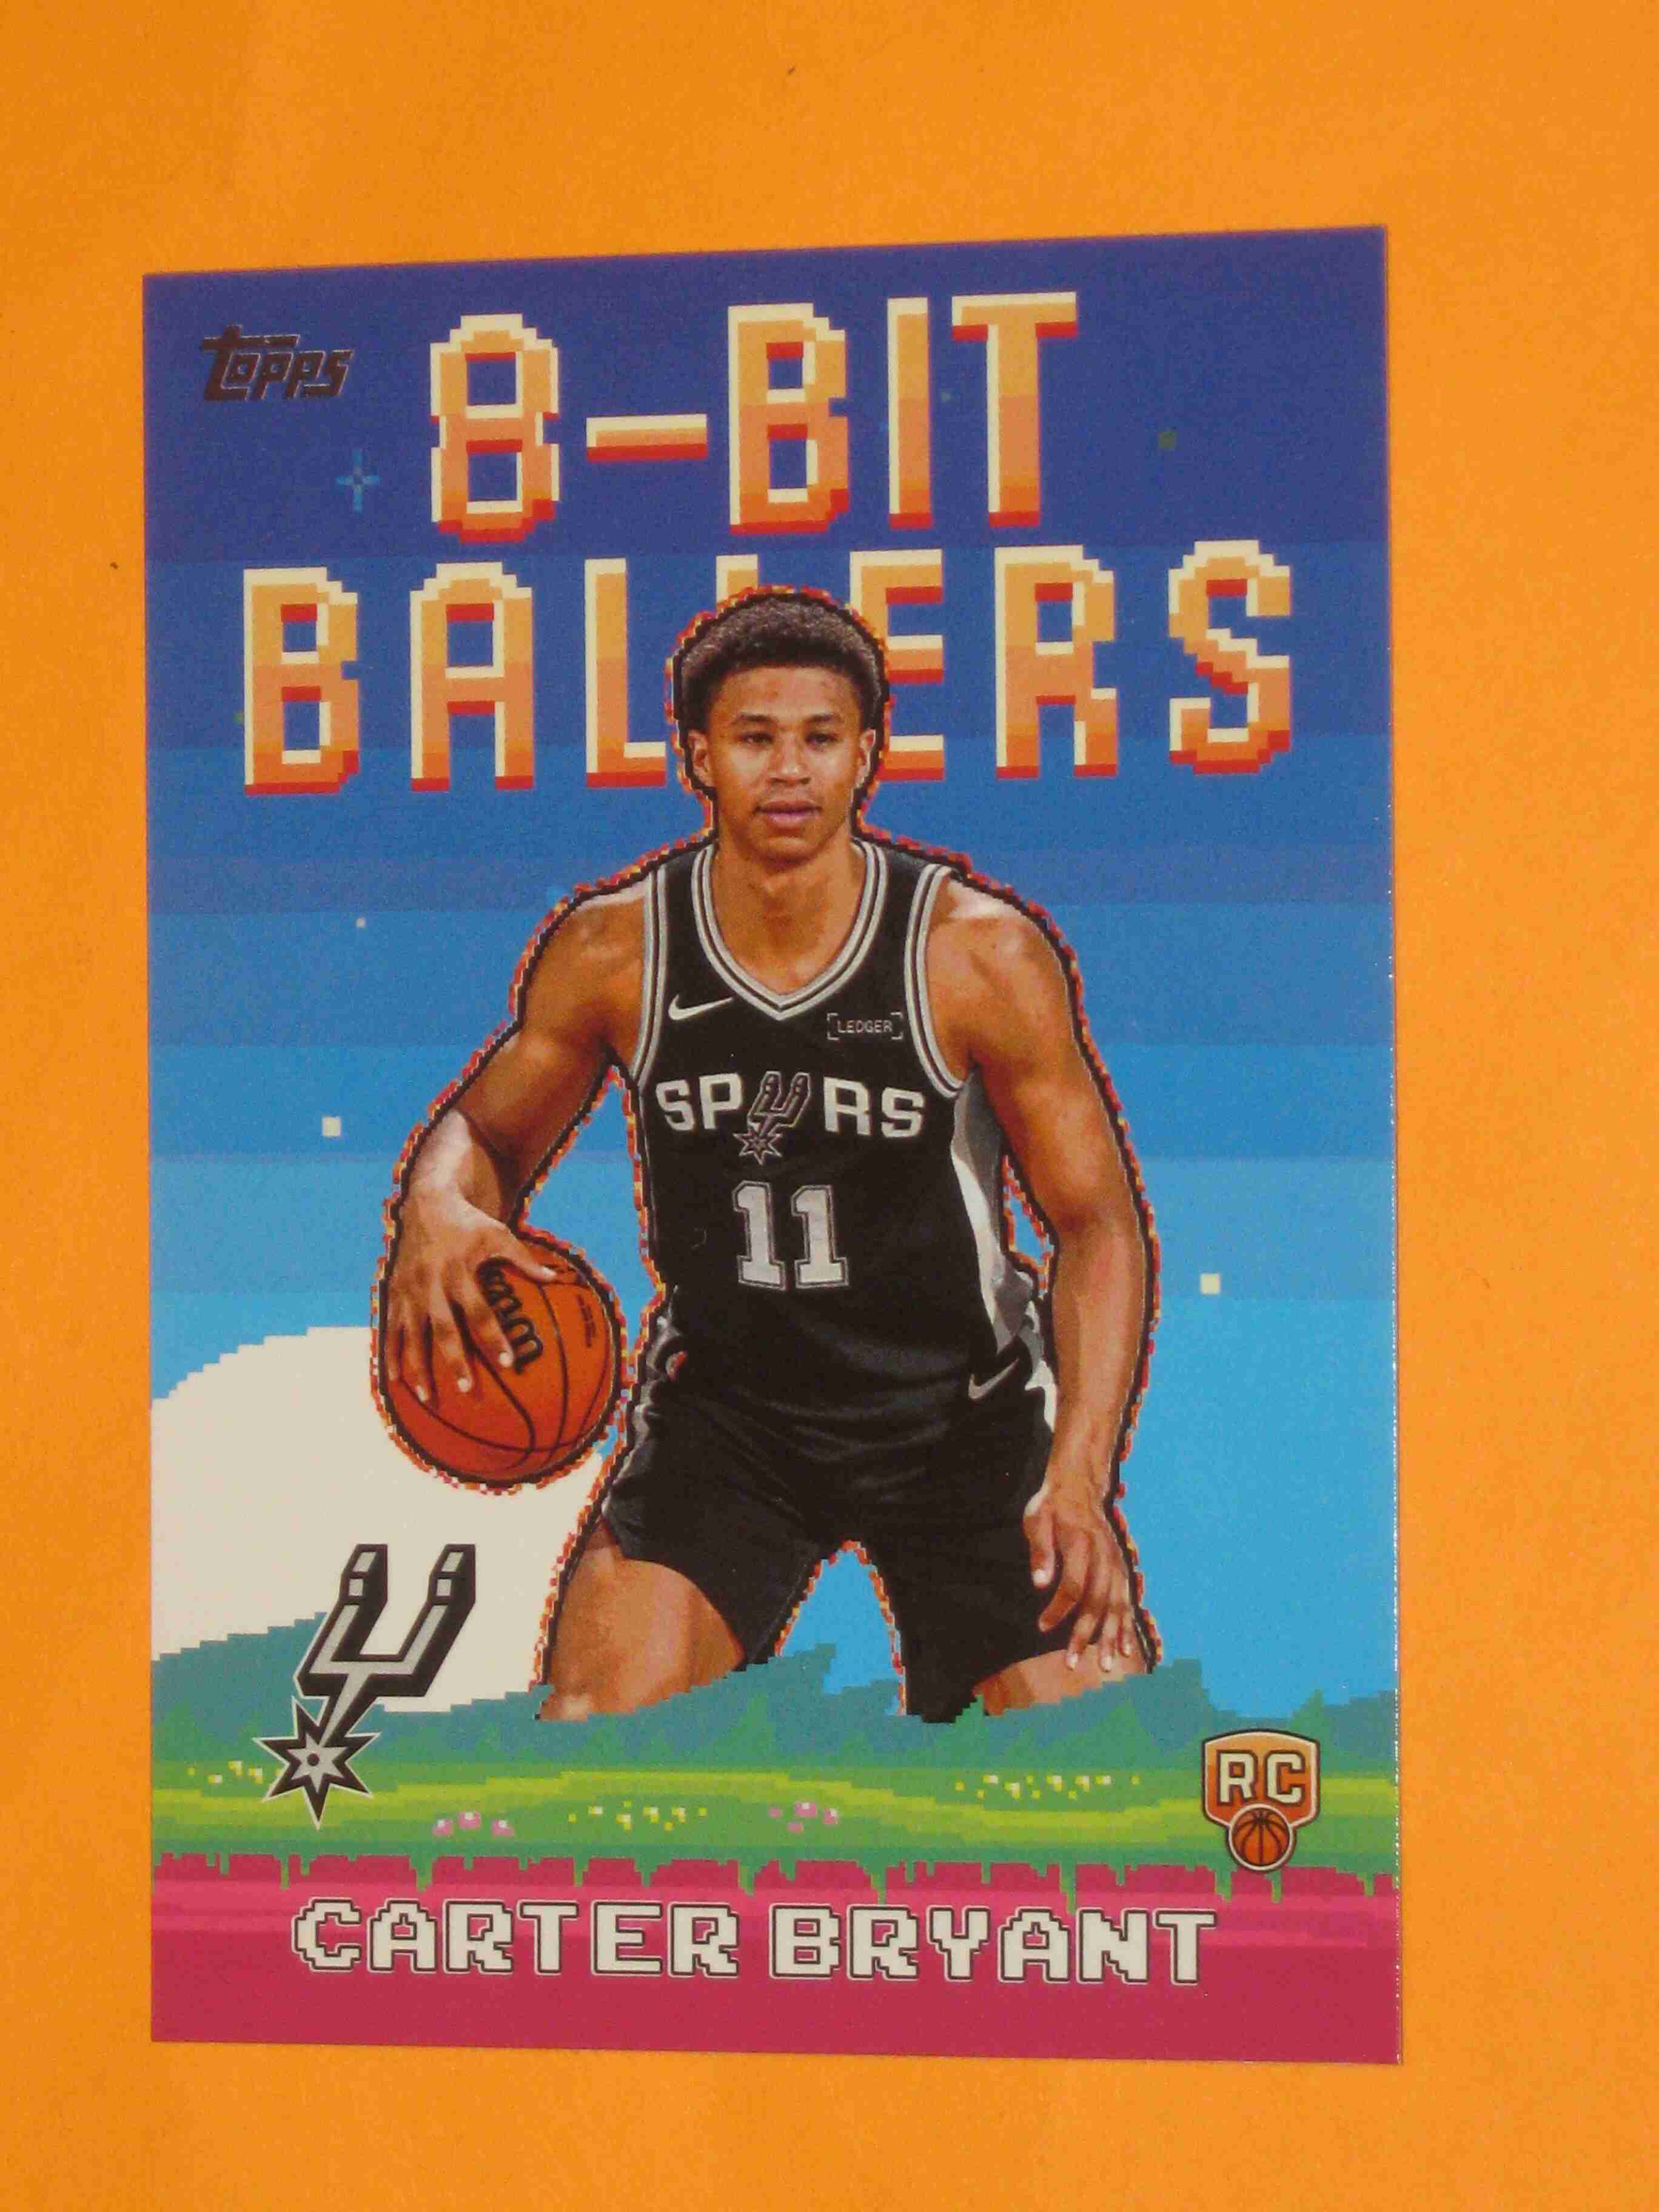 TOPPS
8-BIT
BALLERS
LEDGER
SPURS
11
RC
CARTER BRYANT